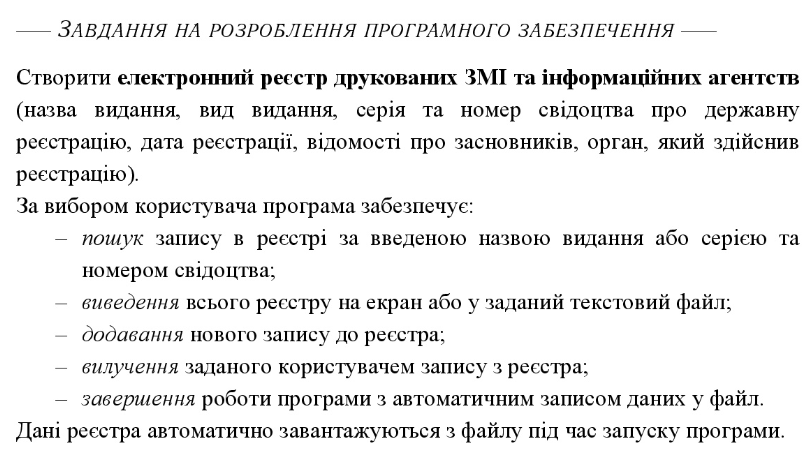 —— ЗАВДАННЯ НА РОЗРОБЛЕННЯ ПРОГРАМНОГО ЗАБЕЗПЕЧЕННЯ ——
Створити електронний реєстр друкованих ЗМІ та інформаційних агентств
(назва видання, вид видання, серія та номер свідоцтва про державну
реєстрацію, дата реєстрації, відомості про засновників, орган, який здійснив
реєстрацію).
За вибором користувача програма забезпечує:
– пошук запису в реєстрі за введеною назвою видання або серією та
номером свідоцтва;
– виведення всього реєстру на екран або у заданий текстовий файл;
– додавання нового запису до реєстра;
– вилучення заданого користувачем запису з реєстра;
– завершення роботи програми з автоматичним записом даних у файл.
Дані реєстра автоматично завантажуються з файлу під час запуску програми.